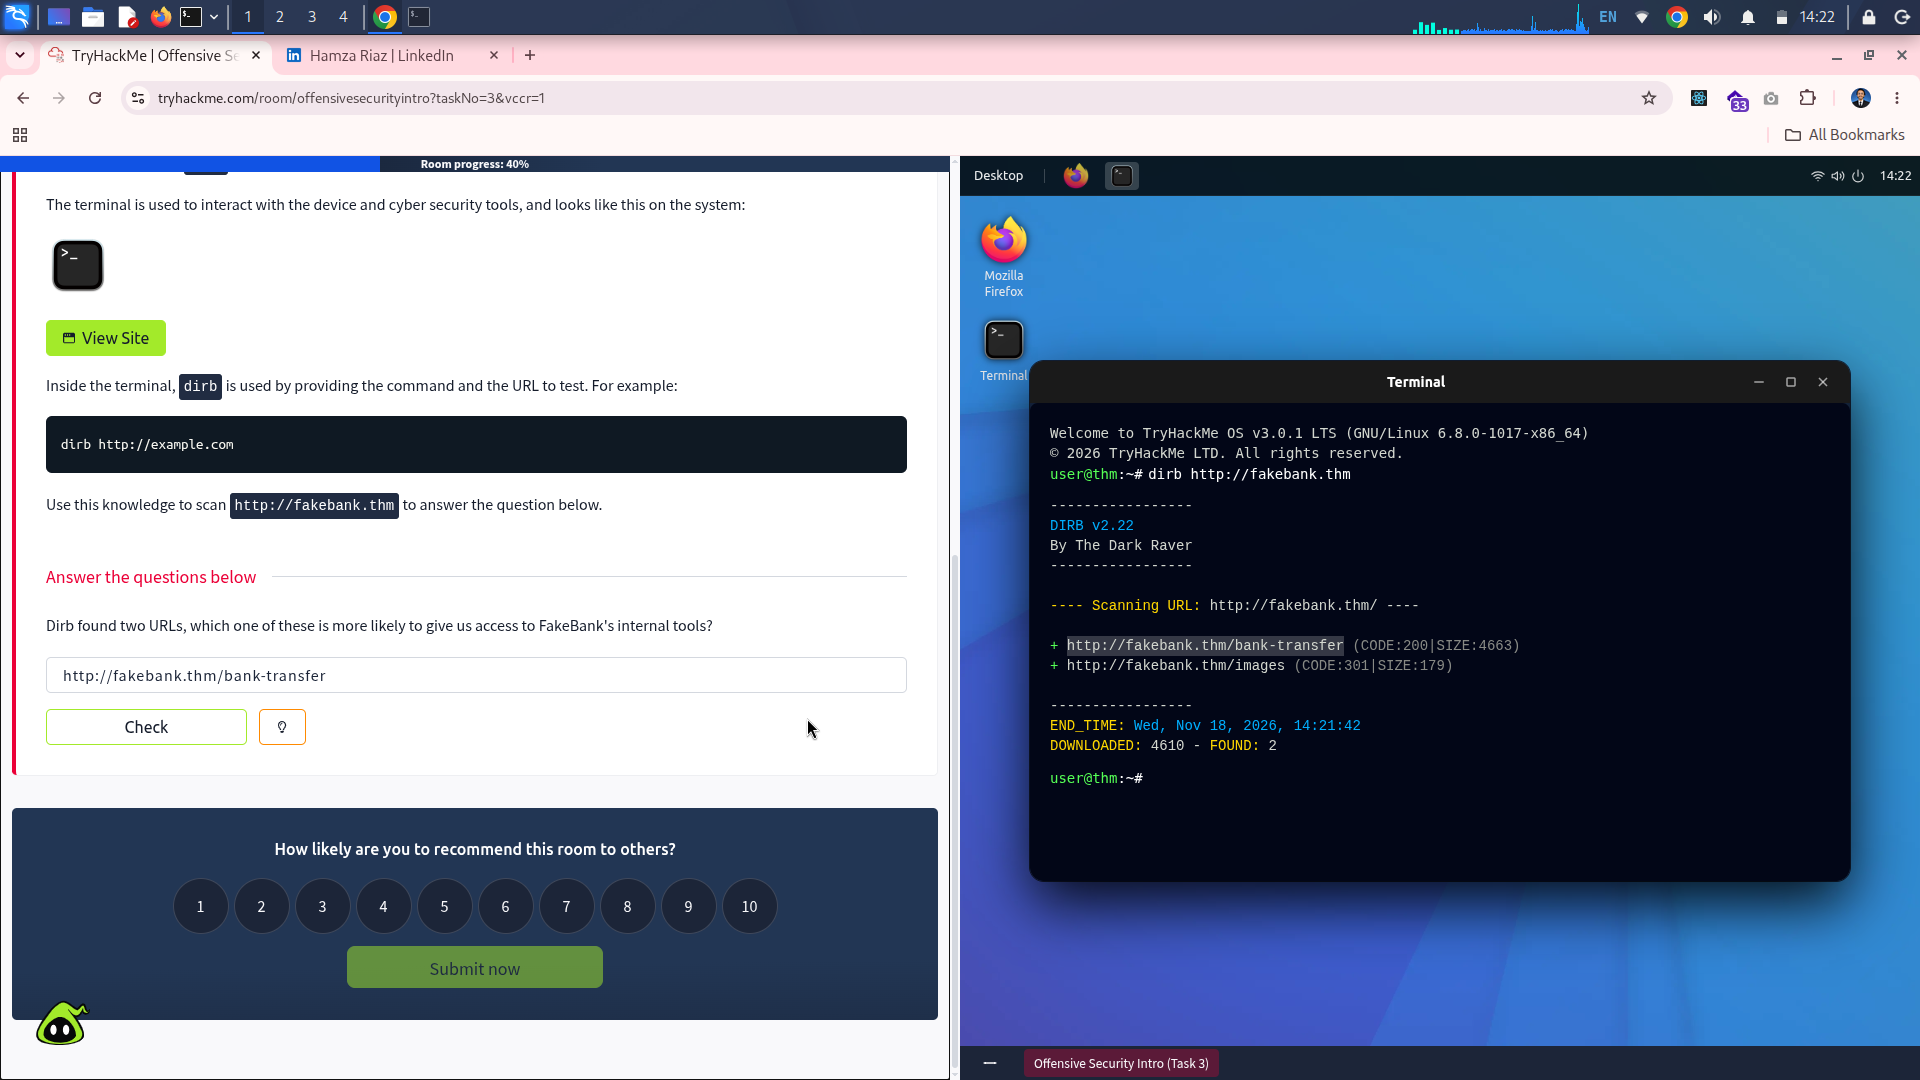 1
2
3
4
EN
14:22
TryHackMe | Offensive Se
Hamza Riaz | LinkedIn
tryhackme.com/room/offensivesecurityintro?taskNo=3&vccr=1
33
All Bookmarks
Room progress: 40%
The terminal is used to interact with the device and cyber security tools, and looks like this on the system:
>_
View Site
Inside the terminal, dirb is used by providing the command and the URL to test. For example:
dirb http://example.com
Use this knowledge to scan http://fakebank.thm to answer the question below.
Answer the questions below
Dirb found two URLs, which one of these is more likely to give us access to FakeBank's internal tools?
http://fakebank.thm/bank-transfer
Check
How likely are you to recommend this room to others?
1 2 3 4 5 6 7 8 9 10
Submit now
Desktop
14:22
Mozilla
Firefox
>_
Terminal
Terminal
Welcome to TryHackMe OS v3.0.1 LTS (GNU/Linux 6.8.0-1017-x86_64)
© 2026 TryHackMe LTD. All rights reserved.
user@thm:~# dirb http://fakebank.thm
-----------------
DIRB v2.22
By The Dark Raver
-----------------
---- Scanning URL: http://fakebank.thm/ ----
+ http://fakebank.thm/bank-transfer (CODE:200|SIZE:4663)
+ http://fakebank.thm/images (CODE:301|SIZE:179)
-----------------
END_TIME: Wed, Nov 18, 2026, 14:21:42
DOWNLOADED: 4610 - FOUND: 2
user@thm:~#
Offensive Security Intro (Task 3)